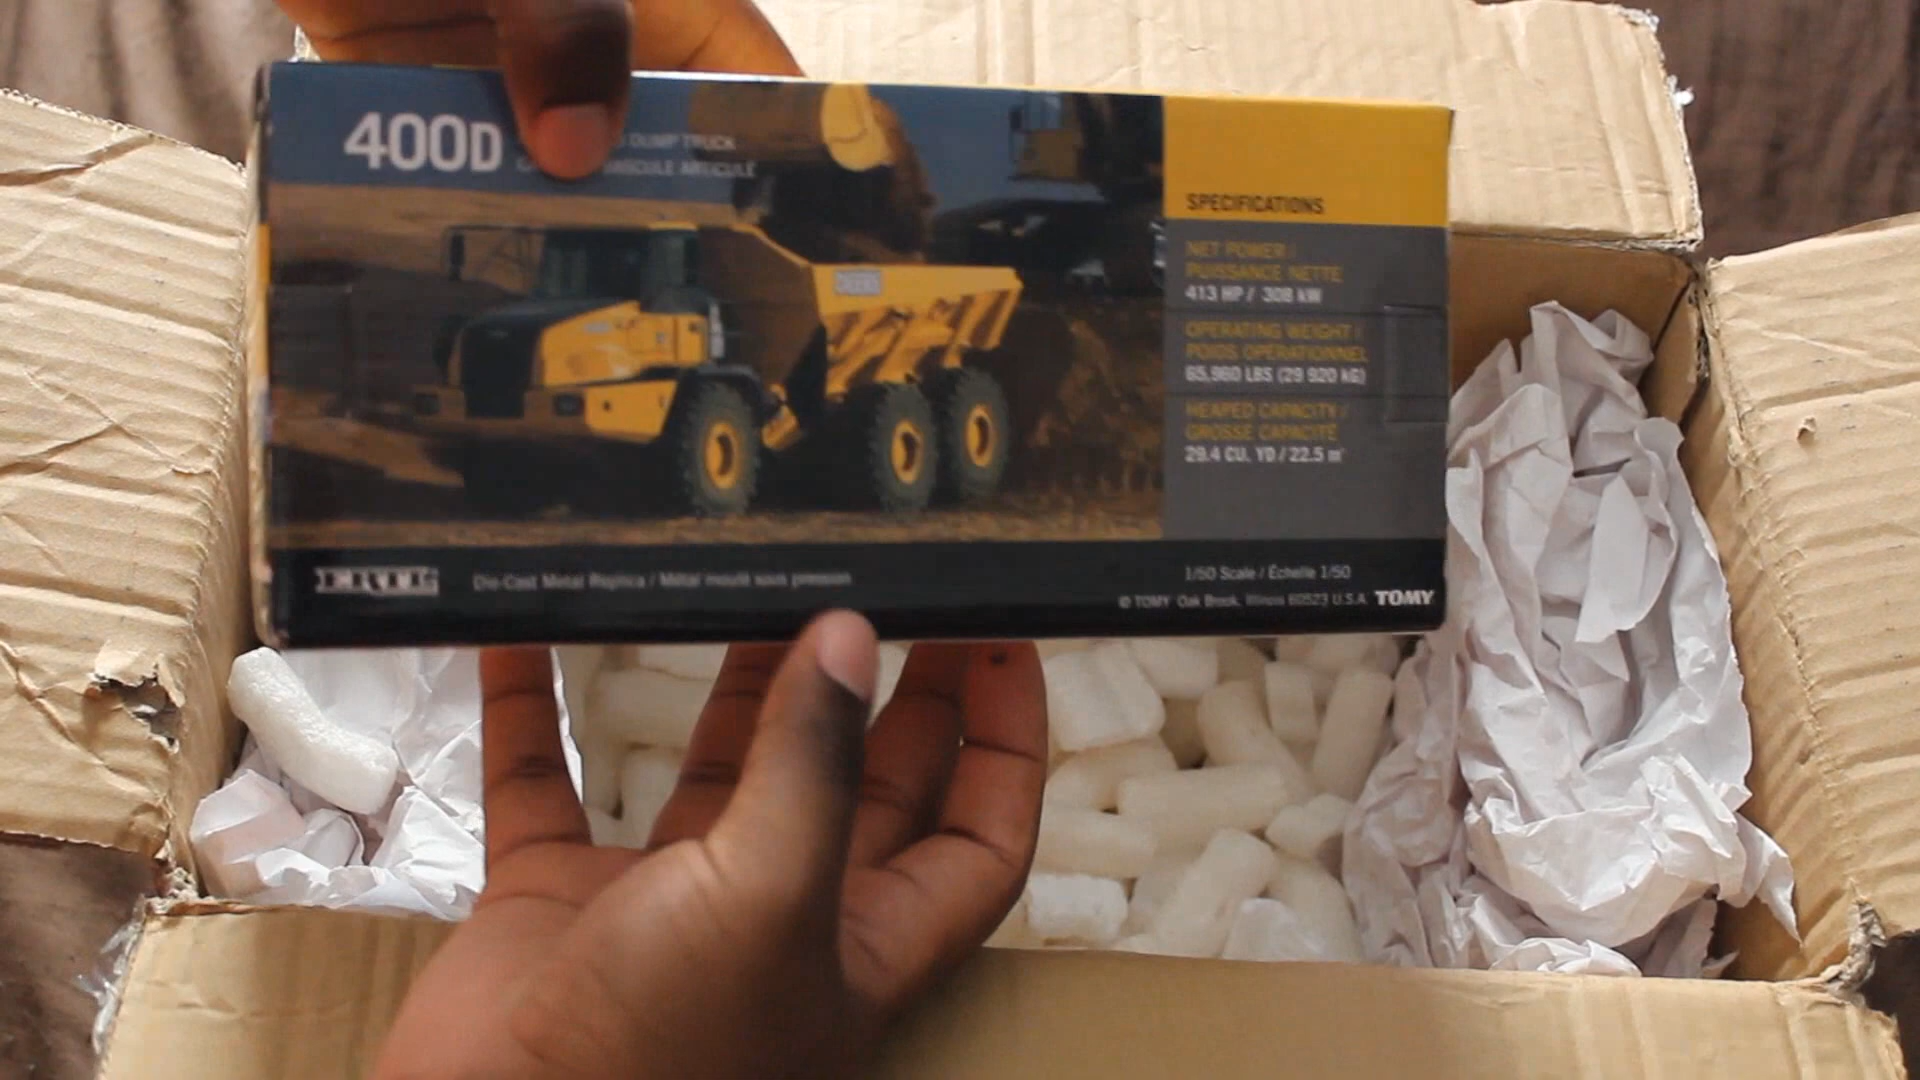 400D
DUMP TRUCK
ARTICULÉ
DEERE
SPECIFICATIONS
NET POWER /
PUISSANCE NETTE
413 HP / 308 kW
OPERATING WEIGHT /
POIDS OPERATIONNEL
65,960 LBS (29 920 kG)
HEAPED CAPACITY /
GROSSE CAPACITÉ
29.4 CU. YD / 22.5 m
ERTL
Die-Cast Metal Replica / Métal moulé sous pression
1/50 Scale / Échelle 1/50
© TOMY Oak Brook, Illinois 60523 U.S.A. TOMY